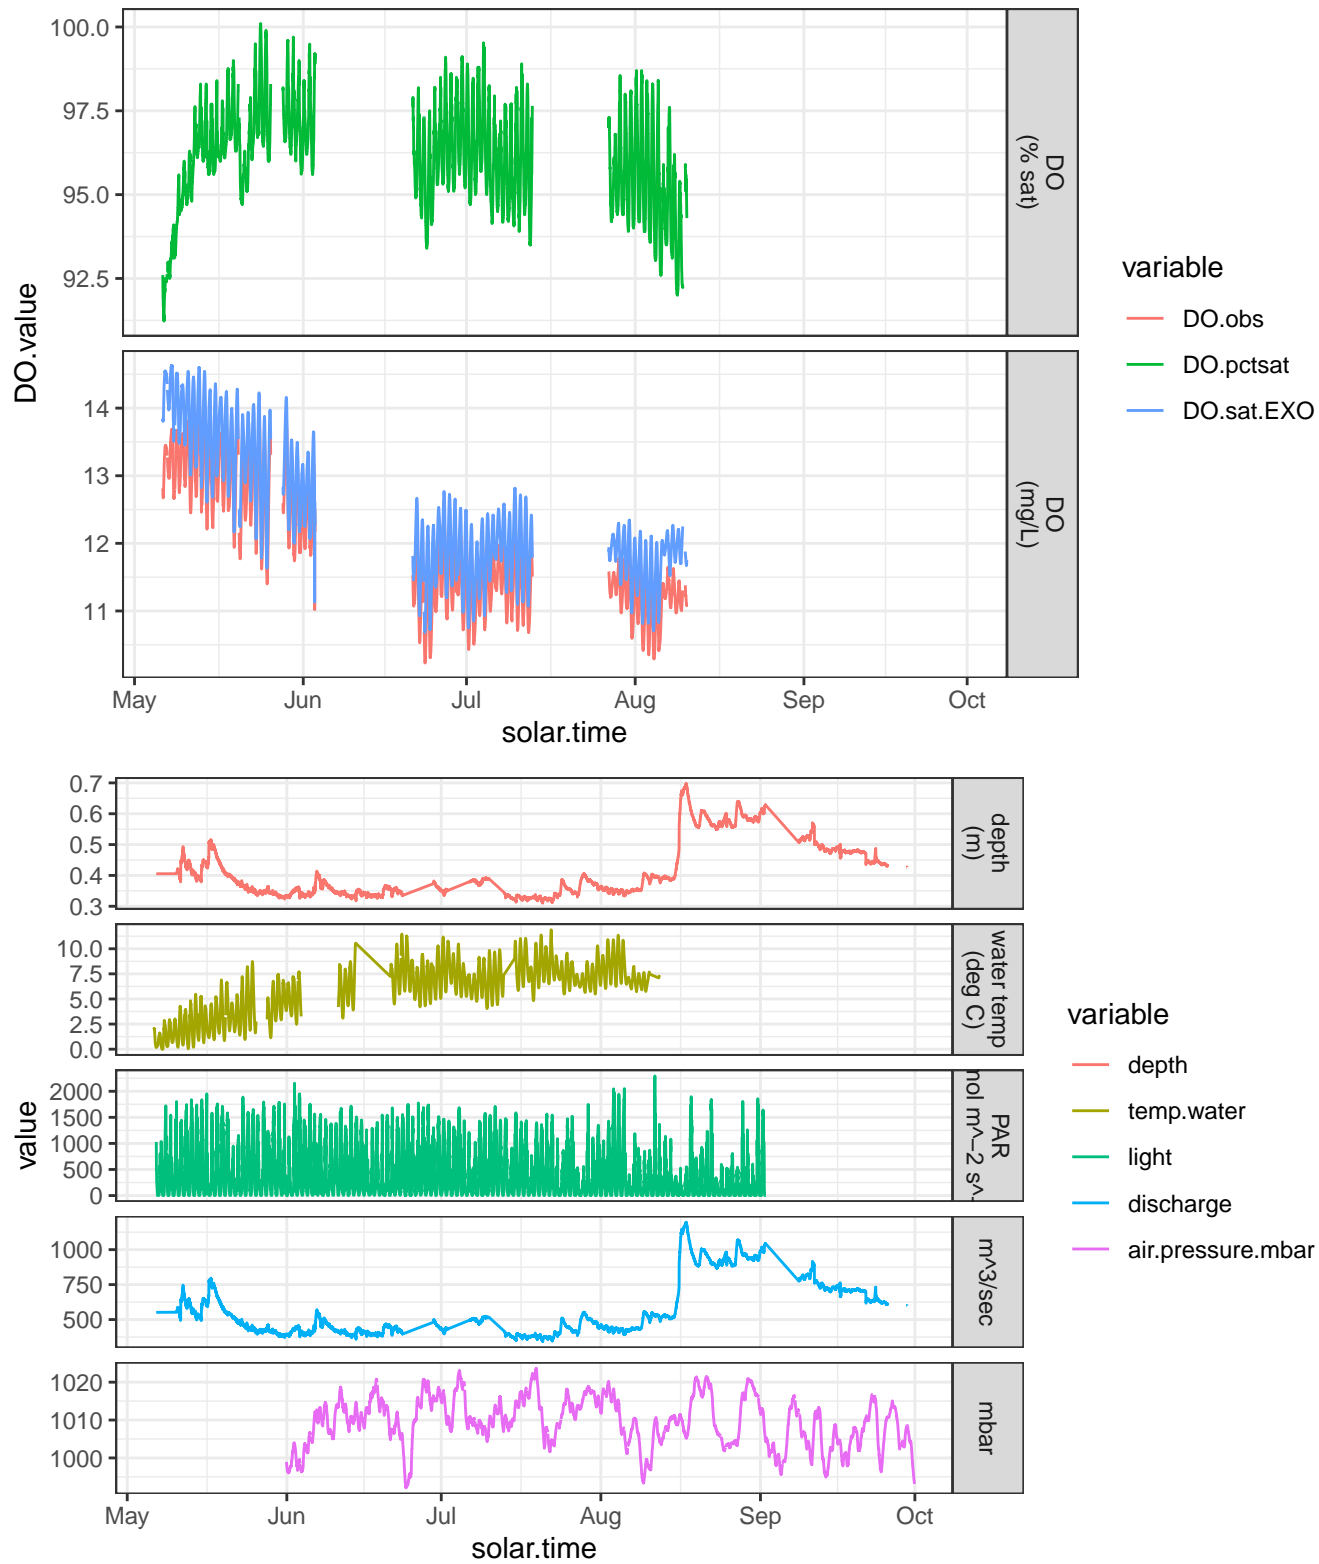 DO.value
100.0
97.5
95.0
92.5
DO
(% sat)
14
13
12
11
DO
(mg/L)
May Jun Jul Aug Sep Oct
solar.time
variable
DO.obs
DO.pctsat
DO.sat.EXO
value
0.7
0.6
0.5
0.4
0.3
depth
(m)
10.0
7.5
5.0
2.5
0.0
water temp
(deg C)
2000
1500
1000
500
0
PAR
mol m^−2 s^
1000
750
500
m^3/sec
1020
1010
1000
mbar
May Jun Jul Aug Sep Oct
solar.time
variable
depth
temp.water
light
discharge
air.pressure.mbar